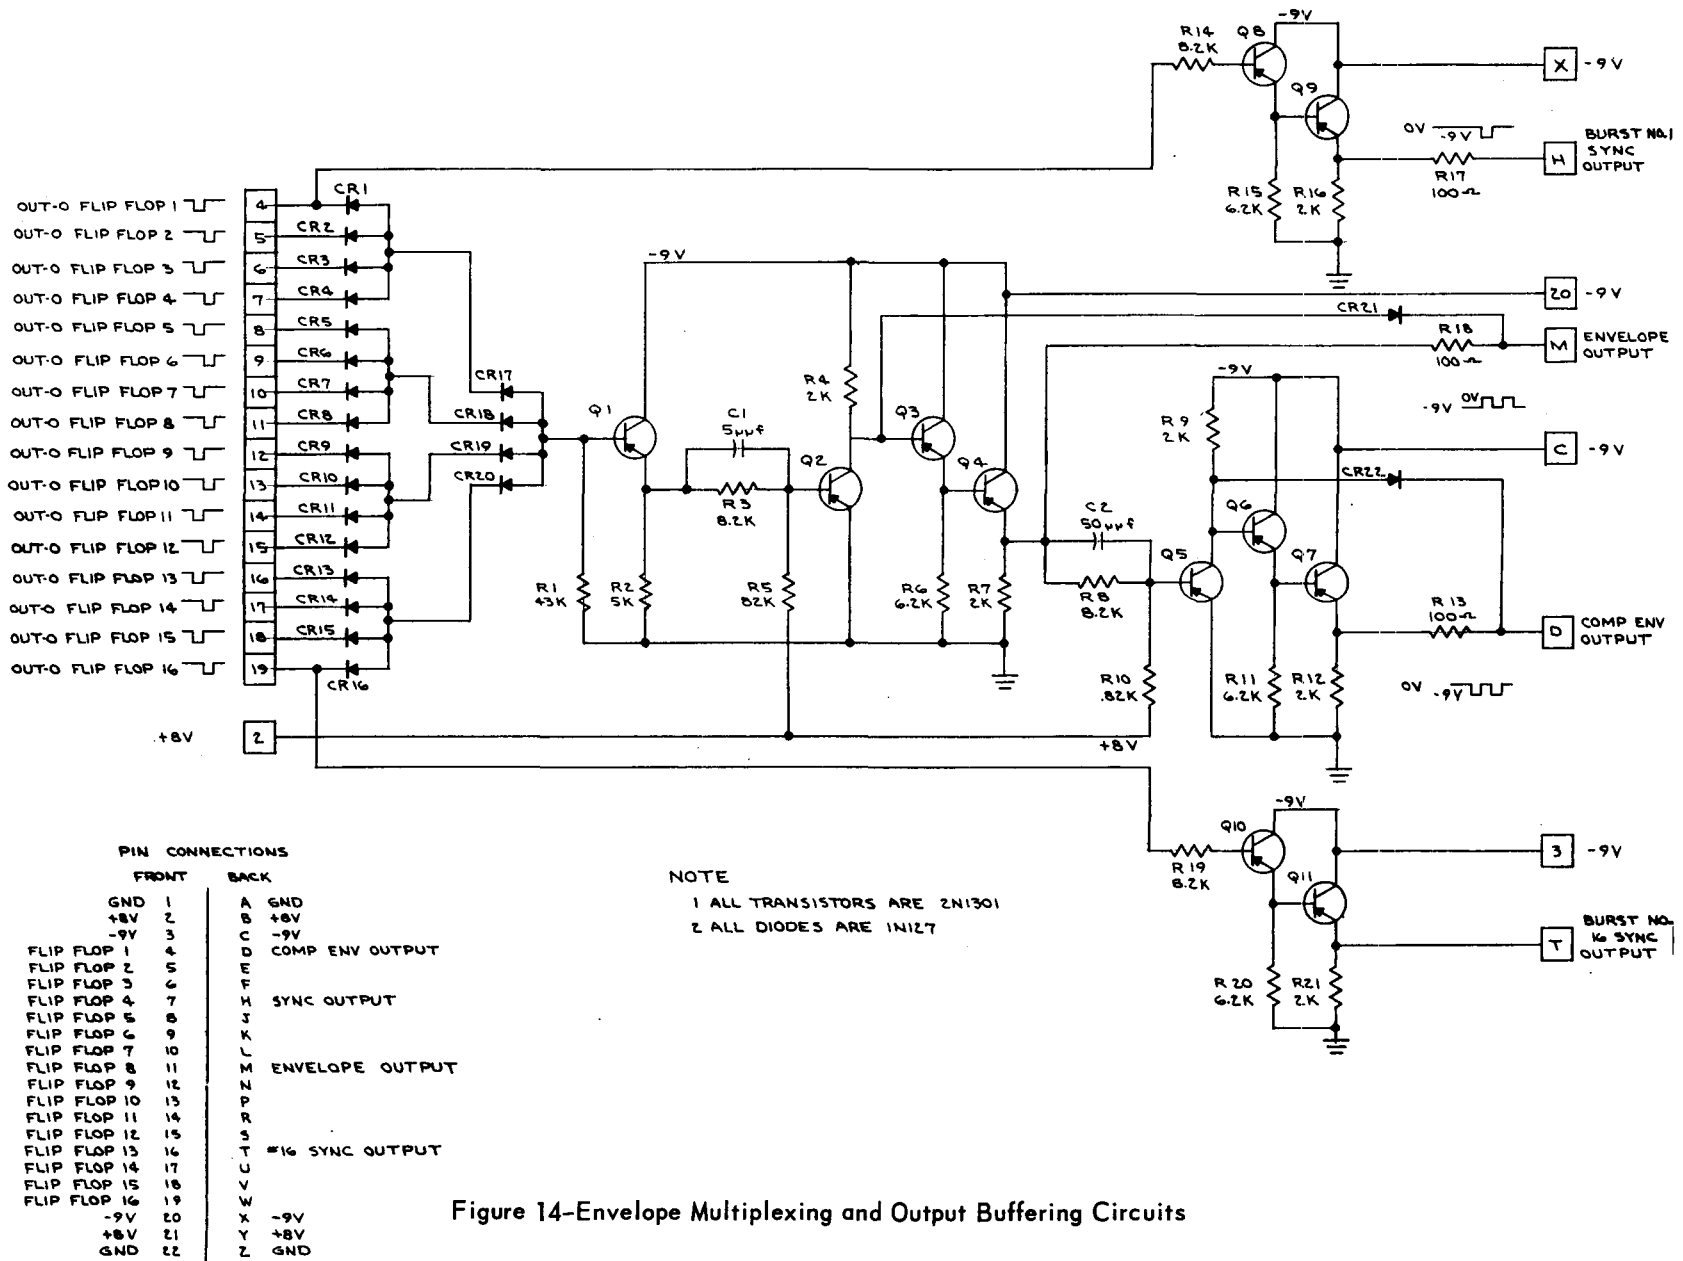 -9V
R14
8.2K
Q8
X
-9V
Q9
0V
-9V
BURST NO.1
SYNC
OUTPUT
H
R17
100Ω
R15
6.2K
R16
2K
OUT-O FLIP FLOP 1
4
CR1
OUT-O FLIP FLOP 2
5
CR2
OUT-O FLIP FLOP 3
6
CR3
OUT-O FLIP FLOP 4
7
CR4
OUT-O FLIP FLOP 5
8
CR5
OUT-O FLIP FLOP 6
9
CR6
OUT-O FLIP FLOP 7
10
CR7
OUT-O FLIP FLOP 8
11
CR8
OUT-O FLIP FLOP 9
12
CR9
OUT-O FLIP FLOP 10
13
CR10
OUT-O FLIP FLOP 11
14
CR11
OUT-O FLIP FLOP 12
15
CR12
OUT-O FLIP FLOP 13
16
CR13
OUT-O FLIP FLOP 14
17
CR14
OUT-O FLIP FLOP 15
18
CR15
OUT-O FLIP FLOP 16
19
CR16
CR17
CR18
CR19
CR20
-9V
20
-9V
CR21
R18
100Ω
M
ENVELOPE
OUTPUT
0V
-9V
R4
2K
Q1
C1
5μμf
R3
8.2K
Q2
Q3
Q4
-9V
R9
2K
C
-9V
CR22
C2
50μμf
Q5
Q6
Q7
R1
43K
R2
5K
R5
82K
R6
6.2K
R7
2K
R8
8.2K
R13
100Ω
D
COMP ENV
OUTPUT
R10
.82K
R11
6.2K
R12
2K
0V
-9V
+8V
2
+8V
-9V
Q10
R19
8.2K
3
-9V
Q11
BURST NO.
16 SYNC
OUTPUT
T
R20
6.2K
R21
2K
PIN CONNECTIONS
FRONT BACK
GND 1 A GND
+8V 2 B +8V
-9V 3 C -9V
FLIP FLOP 1 4 D COMP ENV OUTPUT
FLIP FLOP 2 5 E
FLIP FLOP 3 6 F
FLIP FLOP 4 7 H SYNC OUTPUT
FLIP FLOP 5 8 J
FLIP FLOP 6 9 K
FLIP FLOP 7 10 L
FLIP FLOP 8 11 M ENVELOPE OUTPUT
FLIP FLOP 9 12 N
FLIP FLOP 10 13 P
FLIP FLOP 11 14 R
FLIP FLOP 12 15 S
FLIP FLOP 13 16 T #16 SYNC OUTPUT
FLIP FLOP 14 17 U
FLIP FLOP 15 18 V
FLIP FLOP 16 19 W
-9V 20 X -9V
+8V 21 Y +8V
GND 22 Z GND
NOTE
1 ALL TRANSISTORS ARE 2N1301
2 ALL DIODES ARE 1N127
Figure 14–Envelope Multiplexing and Output Buffering Circuits